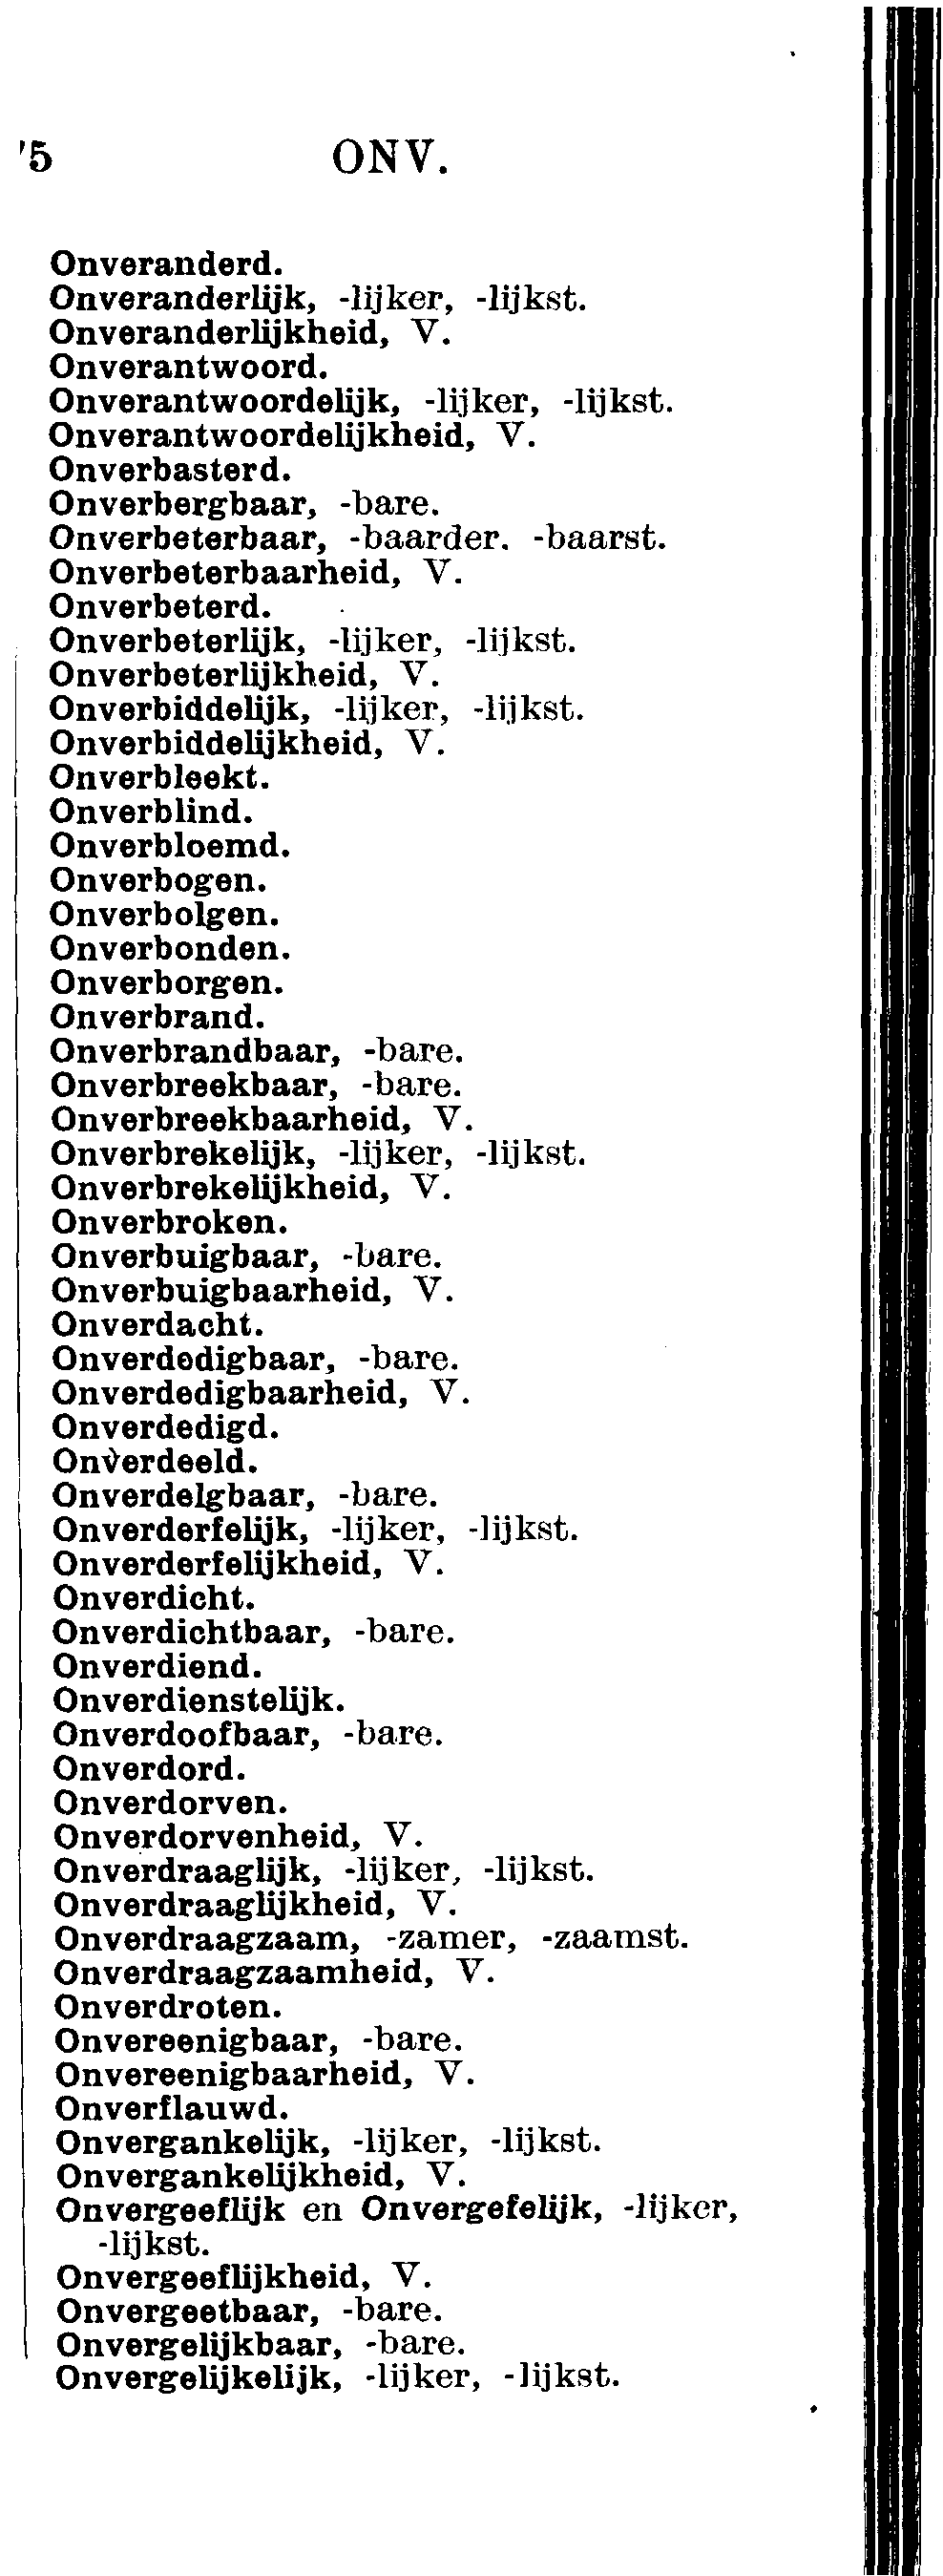 '5 ONV.
Onveranderd.
Onveranderlijk, -lijker, -lijkst.
Onveranderlijkheid, V.
Onverantwoord.
Onverantwoordelijk, -lijker, -lijkst.
Onverantwoordelijkheid, V.
Onverbasterd.
Onverbergbaar, -bare.
Onverbeterbaar, -baarder. -baarst.
Onverbeterbaarheid, V.
Onverbeterd.
Onverbeterlijk, -lijker, -lijkst.
Onverbeterlijkheid, V.
Onverbiddelijk, -lijker, -lijkst.
Onverbiddelijkheid, V.
Onverbleekt.
Onverblind.
Onverbloemd.
Onverbogen.
Onverbolgen.
Onverbonden.
Onverborgen.
Onverbrand.
Onverbrandbaar, -bare.
Onverbreekbaar, -bare.
Onverbreekbaarheid, V.
Onverbrekelijk, -lijker, -lijkst.
Onverbrekelijkheid, V.
Onverbroken.
Onverbuigbaar, -bare.
Onverbuigbaarheid, V.
Onverdacht.
Onverdedigbaar, -bare.
Onverdedigbaarheid, V.
Onverdedigd.
Onverdeeld.
Onverdelgbaar, -bare.
Onverderfelijk, -lijker, -lijkst.
Onverderfelijkheid, V.
Onverdicht.
Onverdichtbaar, -bare.
Onverdiend.
Onverdienstelijk.
Onverdoofbaar, -bare.
Onverdord.
Onverdorven.
Onverdorvenheid, V.
Onverdraaglijk, -lijker, -lijkst.
Onverdraaglijkheid, V.
Onverdraagzaam, -zamer, -zaamst.
Onverdraagzaamheid, V.
Onverdroten.
Onvereenigbaar, -bare.
Onvereenigbaarheid, V.
Onverflauwd.
Onvergankelijk, -lijker, -lijkst.
Onvergankelijkheid, V.
Onvergeeflijk en Onvergefelijk, -lijker,
-lijkst.
Onvergeeflijkheid, V.
Onvergeetbaar, -bare.
Onvergelijkbaar, -bare.
Onvergelijkelijk, -lijker, -lijkst.